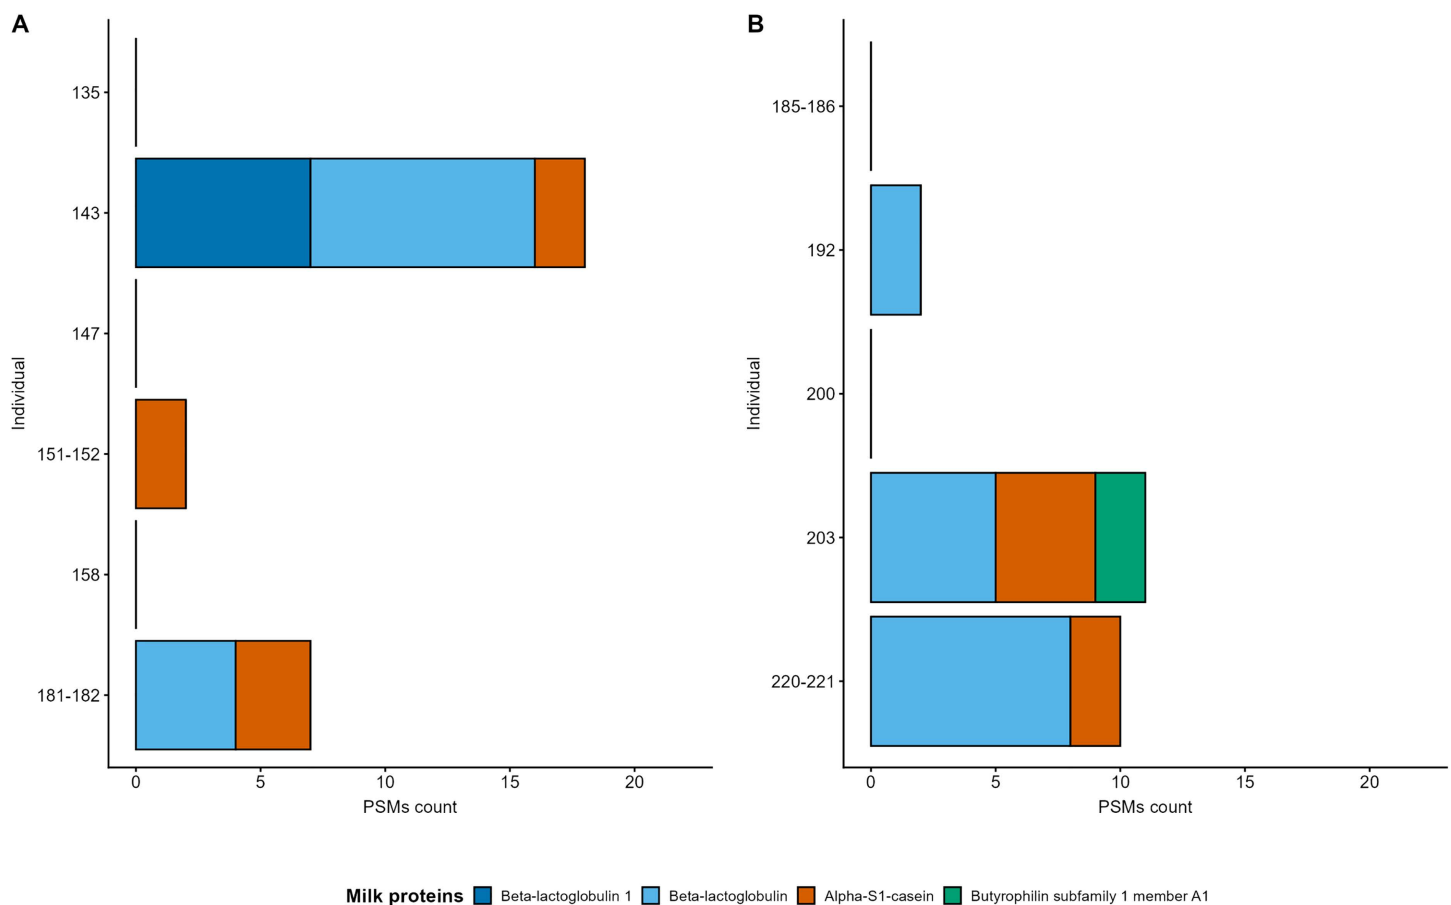 A
135
143
147
151-152
158
181-182
Individual
0 5 10 15 20
PSMs count
B
185-186
192
200
203
220-221
Individual
0 5 10 15 20
PSMs count
Milk proteins Beta-lactoglobulin 1 Beta-lactoglobulin Alpha-S1-casein Butyrophilin subfamily 1 member A1